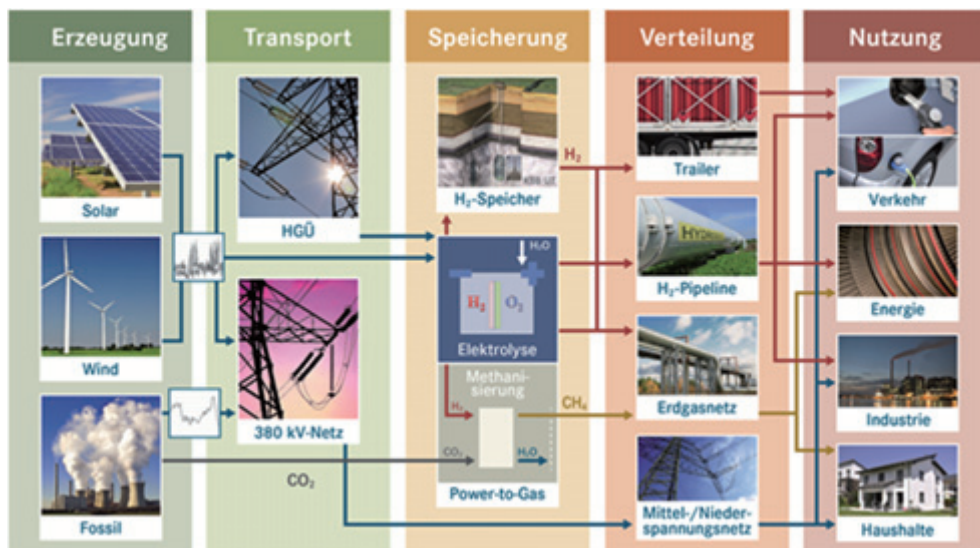 Erzeugung
Transport
Speicherung
Verteilung
Nutzung
Solar
Wind
Fossil
HGÜ
380 kV-Netz
CO₂
H₂-Speicher
H₂O
H₂
O₂
Elektrolyse
Methani-
sierung
H₂
CO₂
H₂O
Power-to-Gas
H₂
CH₄
Trailer
HYDRO
H₂-Pipeline
Erdgasnetz
Mittel-/Nieder-
spannungsnetz
Verkehr
Energie
Industrie
Haushalte